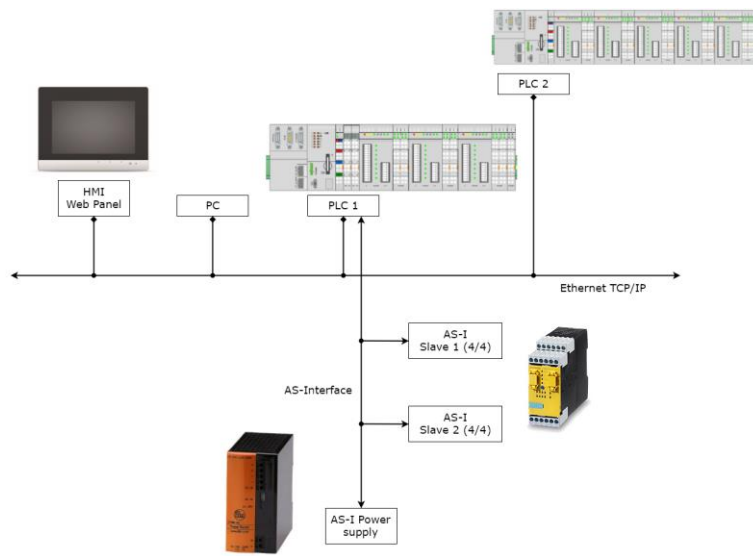 PLC 2
HMI
Web Panel
PC
PLC 1
Ethernet TCP/IP
AS-I
Slave 1 (4/4)
AS-Interface
AS-I
Slave 2 (4/4)
AS-I Power
supply